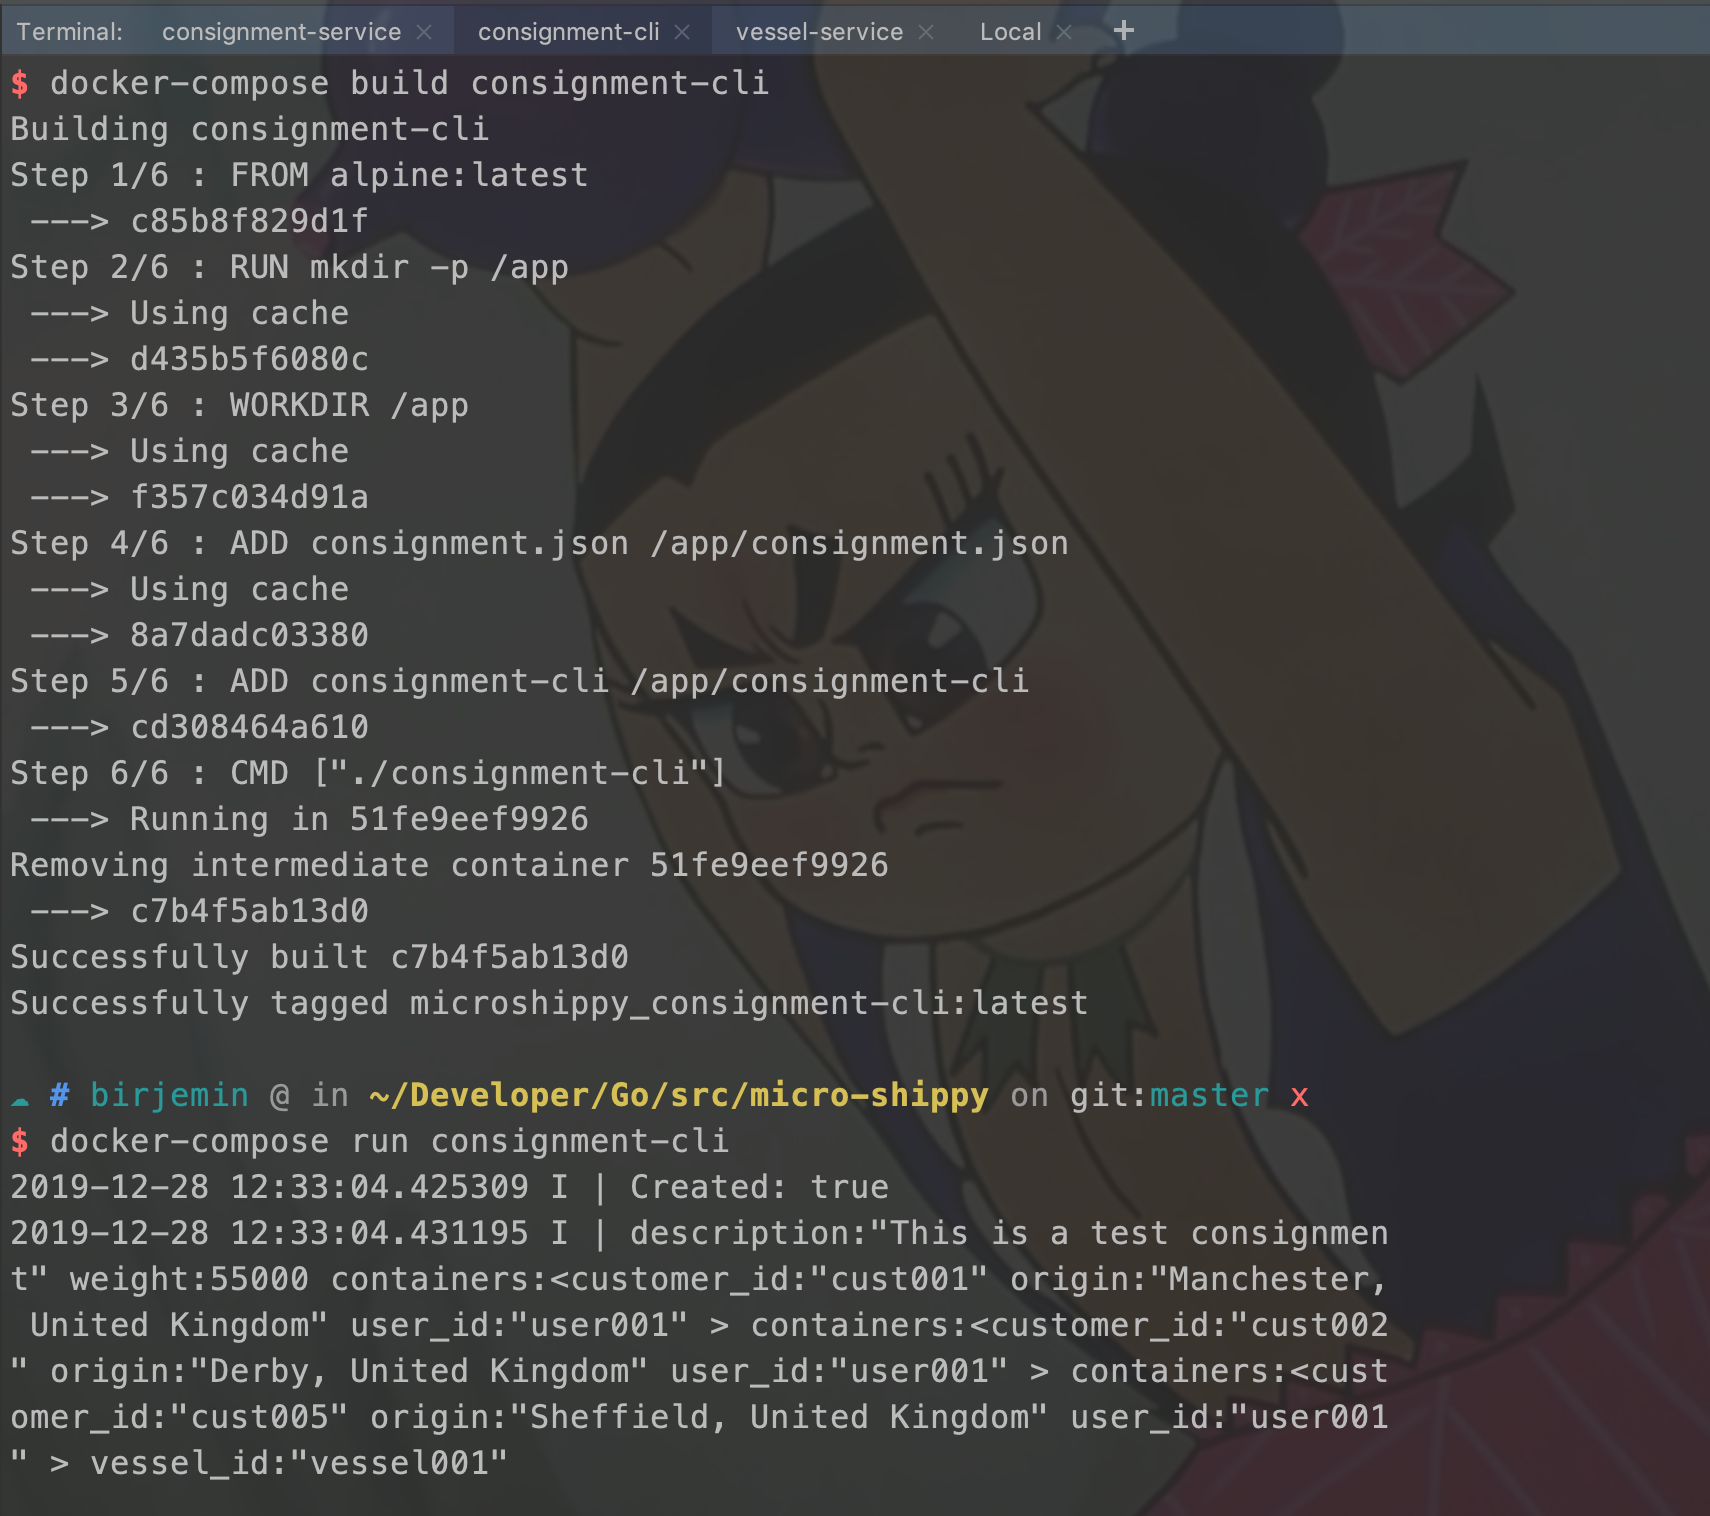 Terminal: consignment-service × consignment-cli × vessel-service × Local × +
$ docker-compose build consignment-cli
Building consignment-cli
Step 1/6 : FROM alpine:latest
 ---> c85b8f829d1f
Step 2/6 : RUN mkdir -p /app
 ---> Using cache
 ---> d435b5f6080c
Step 3/6 : WORKDIR /app
 ---> Using cache
 ---> f357c034d91a
Step 4/6 : ADD consignment.json /app/consignment.json
 ---> Using cache
 ---> 8a7dadc03380
Step 5/6 : ADD consignment-cli /app/consignment-cli
 ---> cd308464a610
Step 6/6 : CMD ["./consignment-cli"]
 ---> Running in 51fe9eef9926
Removing intermediate container 51fe9eef9926
 ---> c7b4f5ab13d0
Successfully built c7b4f5ab13d0
Successfully tagged microshippy_consignment-cli:latest
☁ # birjemin @ in ~/Developer/Go/src/micro-shippy on git:master x
$ docker-compose run consignment-cli
2019-12-28 12:33:04.425309 I | Created: true
2019-12-28 12:33:04.431195 I | description:"This is a test consignmen
t" weight:55000 containers:<customer_id:"cust001" origin:"Manchester,
 United Kingdom" user_id:"user001" > containers:<customer_id:"cust002
" origin:"Derby, United Kingdom" user_id:"user001" > containers:<cust
omer_id:"cust005" origin:"Sheffield, United Kingdom" user_id:"user001
" > vessel_id:"vessel001"